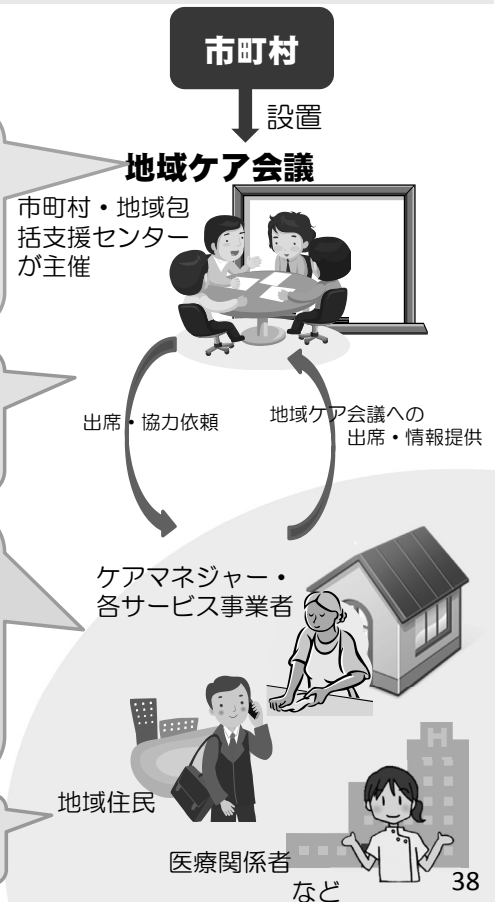 市町村
設置
地域ケア会議
市町村・地域包
括支援センター
が主催
出席・協力依頼
地域ケア会議への
出席・情報提供
ケアマネジャー・
各サービス事業者
地域住民
医療関係者
など
H
38